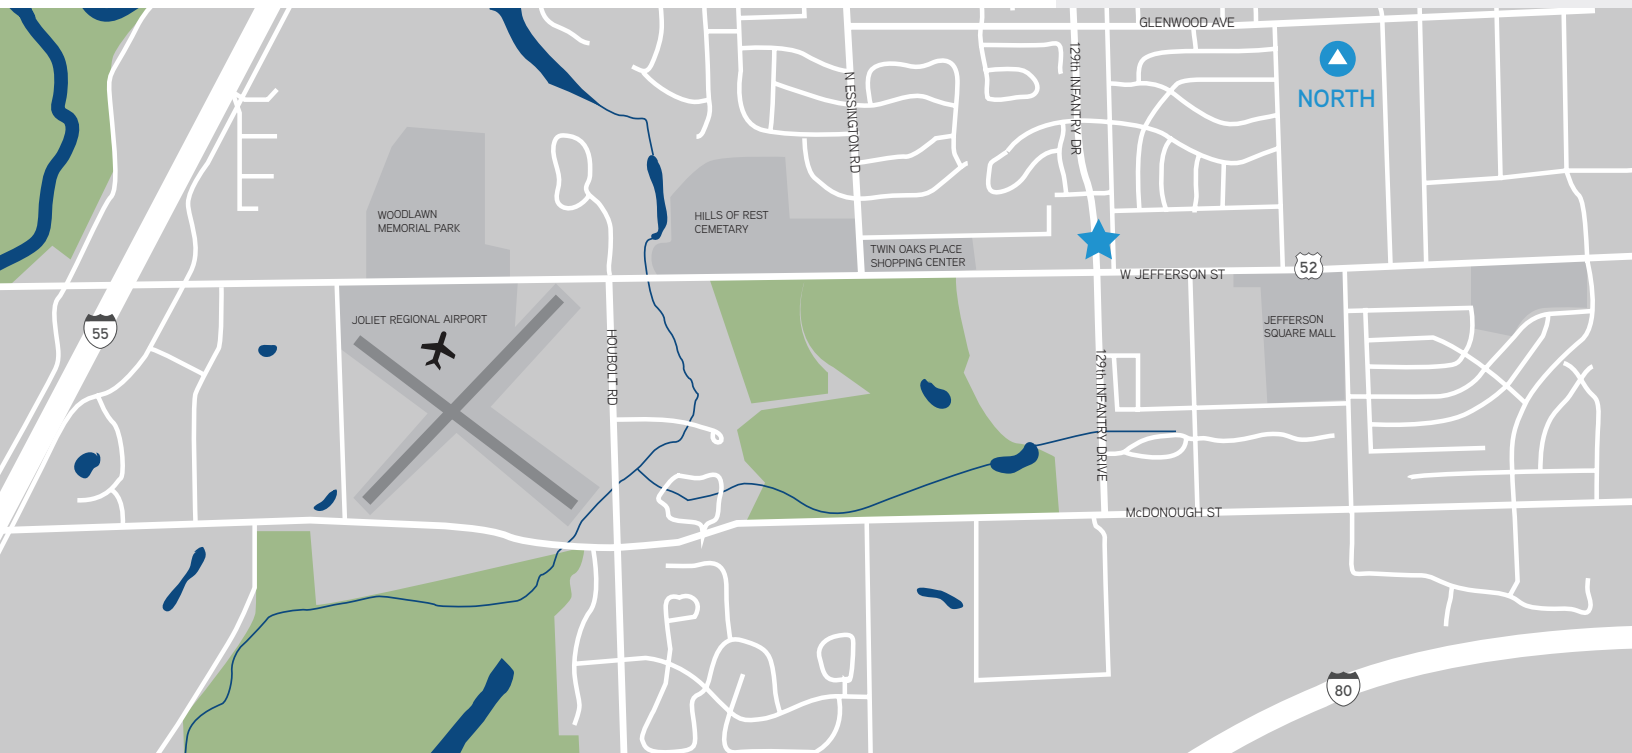 GLENWOOD AVE
129th INFANTRY DR
N ESSINGTON RD
NORTH
WOODLAWN
MEMORIAL PARK
HILLS OF REST
CEMETARY
TWIN OAKS PLACE
SHOPPING CENTER
W JEFFERSON ST
52
55
JOLIET REGIONAL AIRPORT
HOUBOLT RD
JEFFERSON
SQUARE MALL
129th INFANTRY DRIVE
McDONOUGH ST
80